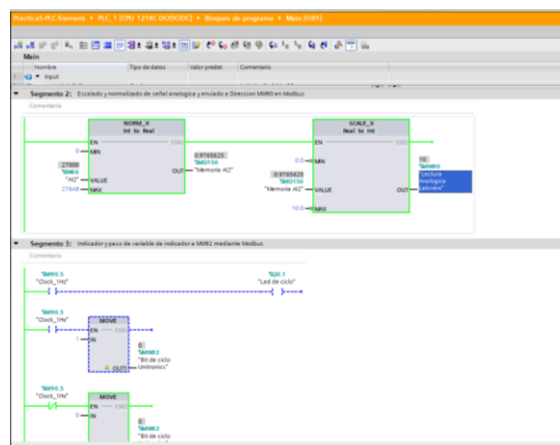 Practica5-PLC-Siemens ▸ PLC_1 [CPU 1214C DC/DC/DC] ▸ Bloques de programa ▸ Main [OB1]
Main
Nombre Tipo de datos Valor predet. Comentario
Input
Segmento 2: Escalado y normalizado de señal analogica y enviado a Direccion MW80 en Modbus
Comentario
NORM_X
Int to Real
EN ENO
0 MIN
27000
"AI2" VALUE
27648 MAX
0.9765625
%MD150
OUT "Memoria AI2"
SCALE_X
Real to Int
EN ENO
0.0 MIN
0.9765625
%MD150
"Memoria AI2" VALUE
10.0 MAX
10
%MW80
"Lectura
Analogica
OUT Labview"
Segmento 3: Indicador y paso de variable de indicador a MW82 mediante Modbus
Comentario
%M90.5
"Clock_1Hz"
%Q0.1
"Led de ciclo"
%M90.5
"Clock_1Hz"
MOVE
EN ENO
1 IN
0
%MW82
"Bit de ciclo
OUT1 Unitronics"
%M90.5
"Clock_1Hz"
MOVE
EN ENO
0 IN
0
%MW82
"Bit de ciclo